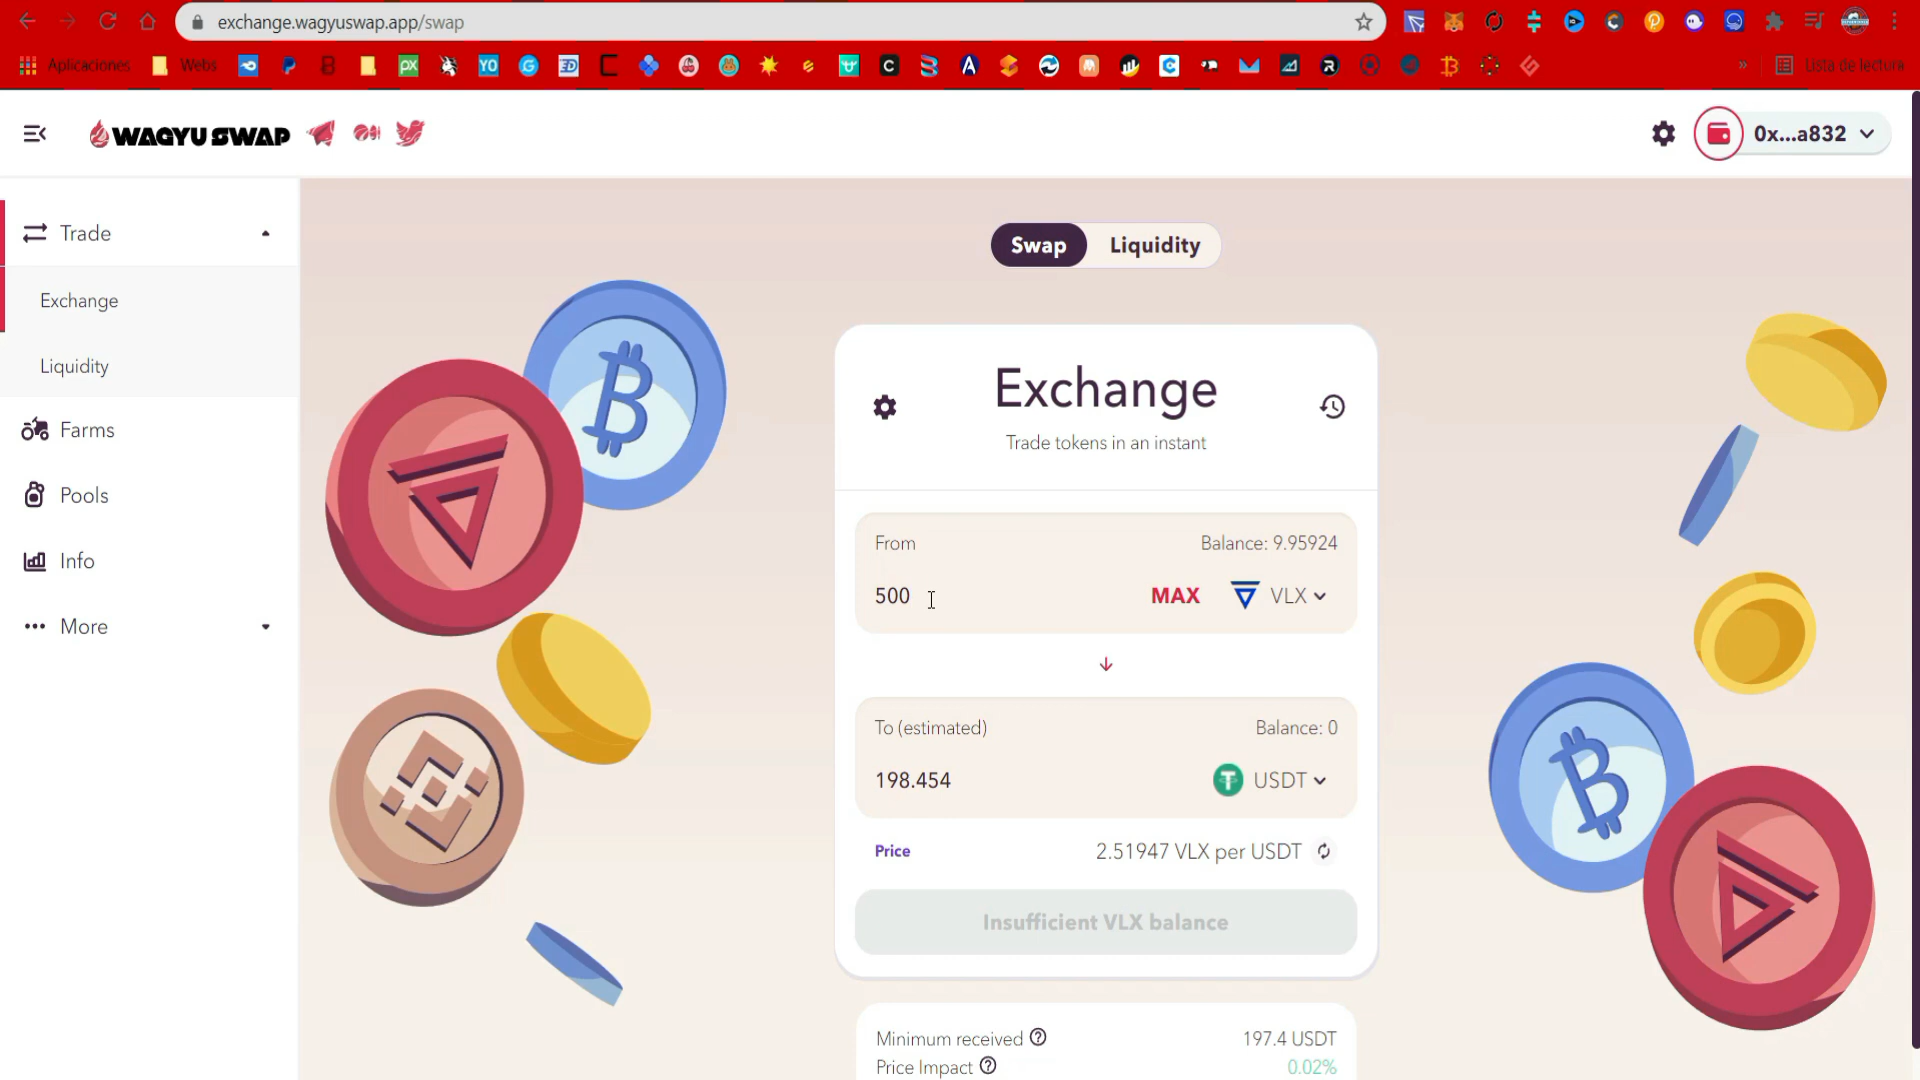 exchange.wagyuswap.app/swap
Aplicaciones
Webs
Lista de lectura
WAGYU SWAP
0x...a832
Trade
Exchange
Liquidity
Farms
Pools
Info
More
Swap
Liquidity
Exchange
Trade tokens in an instant
From
Balance: 9.95924
500
MAX
VLX
To (estimated)
Balance: 0
198.454
USDT
Price
2.51947 VLX per USDT
Insufficient VLX balance
Minimum received
197.4 USDT
Price Impact
0.02%